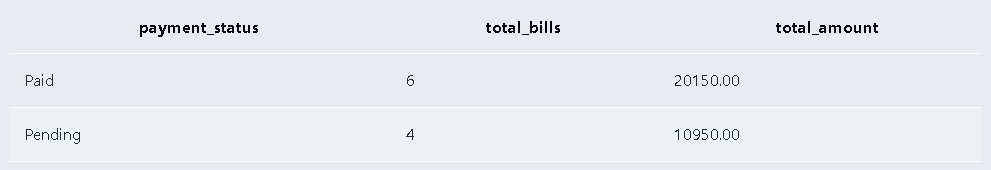 payment_status total_bills total_amount
Paid 6 20150.00
Pending 4 10950.00